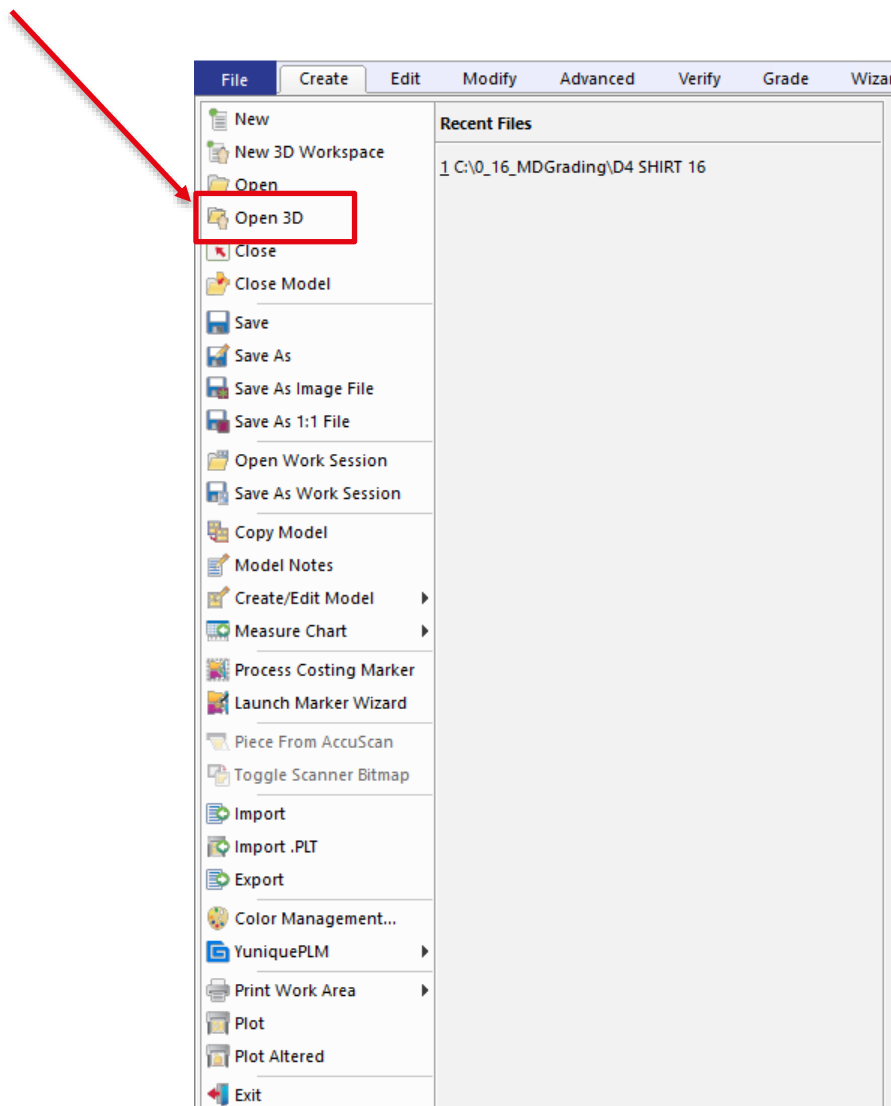 File Create Edit Modify Advanced Verify Grade Wiza
New
New 3D Workspace
Open
Open 3D
Close
Close Model
Save
Save As
Save As Image File
Save As 1:1 File
Open Work Session
Save As Work Session
Copy Model
Model Notes
Create/Edit Model
Measure Chart
Process Costing Marker
Launch Marker Wizard
Piece From AccuScan
Toggle Scanner Bitmap
Import
Import .PLT
Export
Color Management...
YuniquePLM
Print Work Area
Plot
Plot Altered
Exit
Recent Files
1 C:\0_16_MDGrading\D4 SHIRT 16